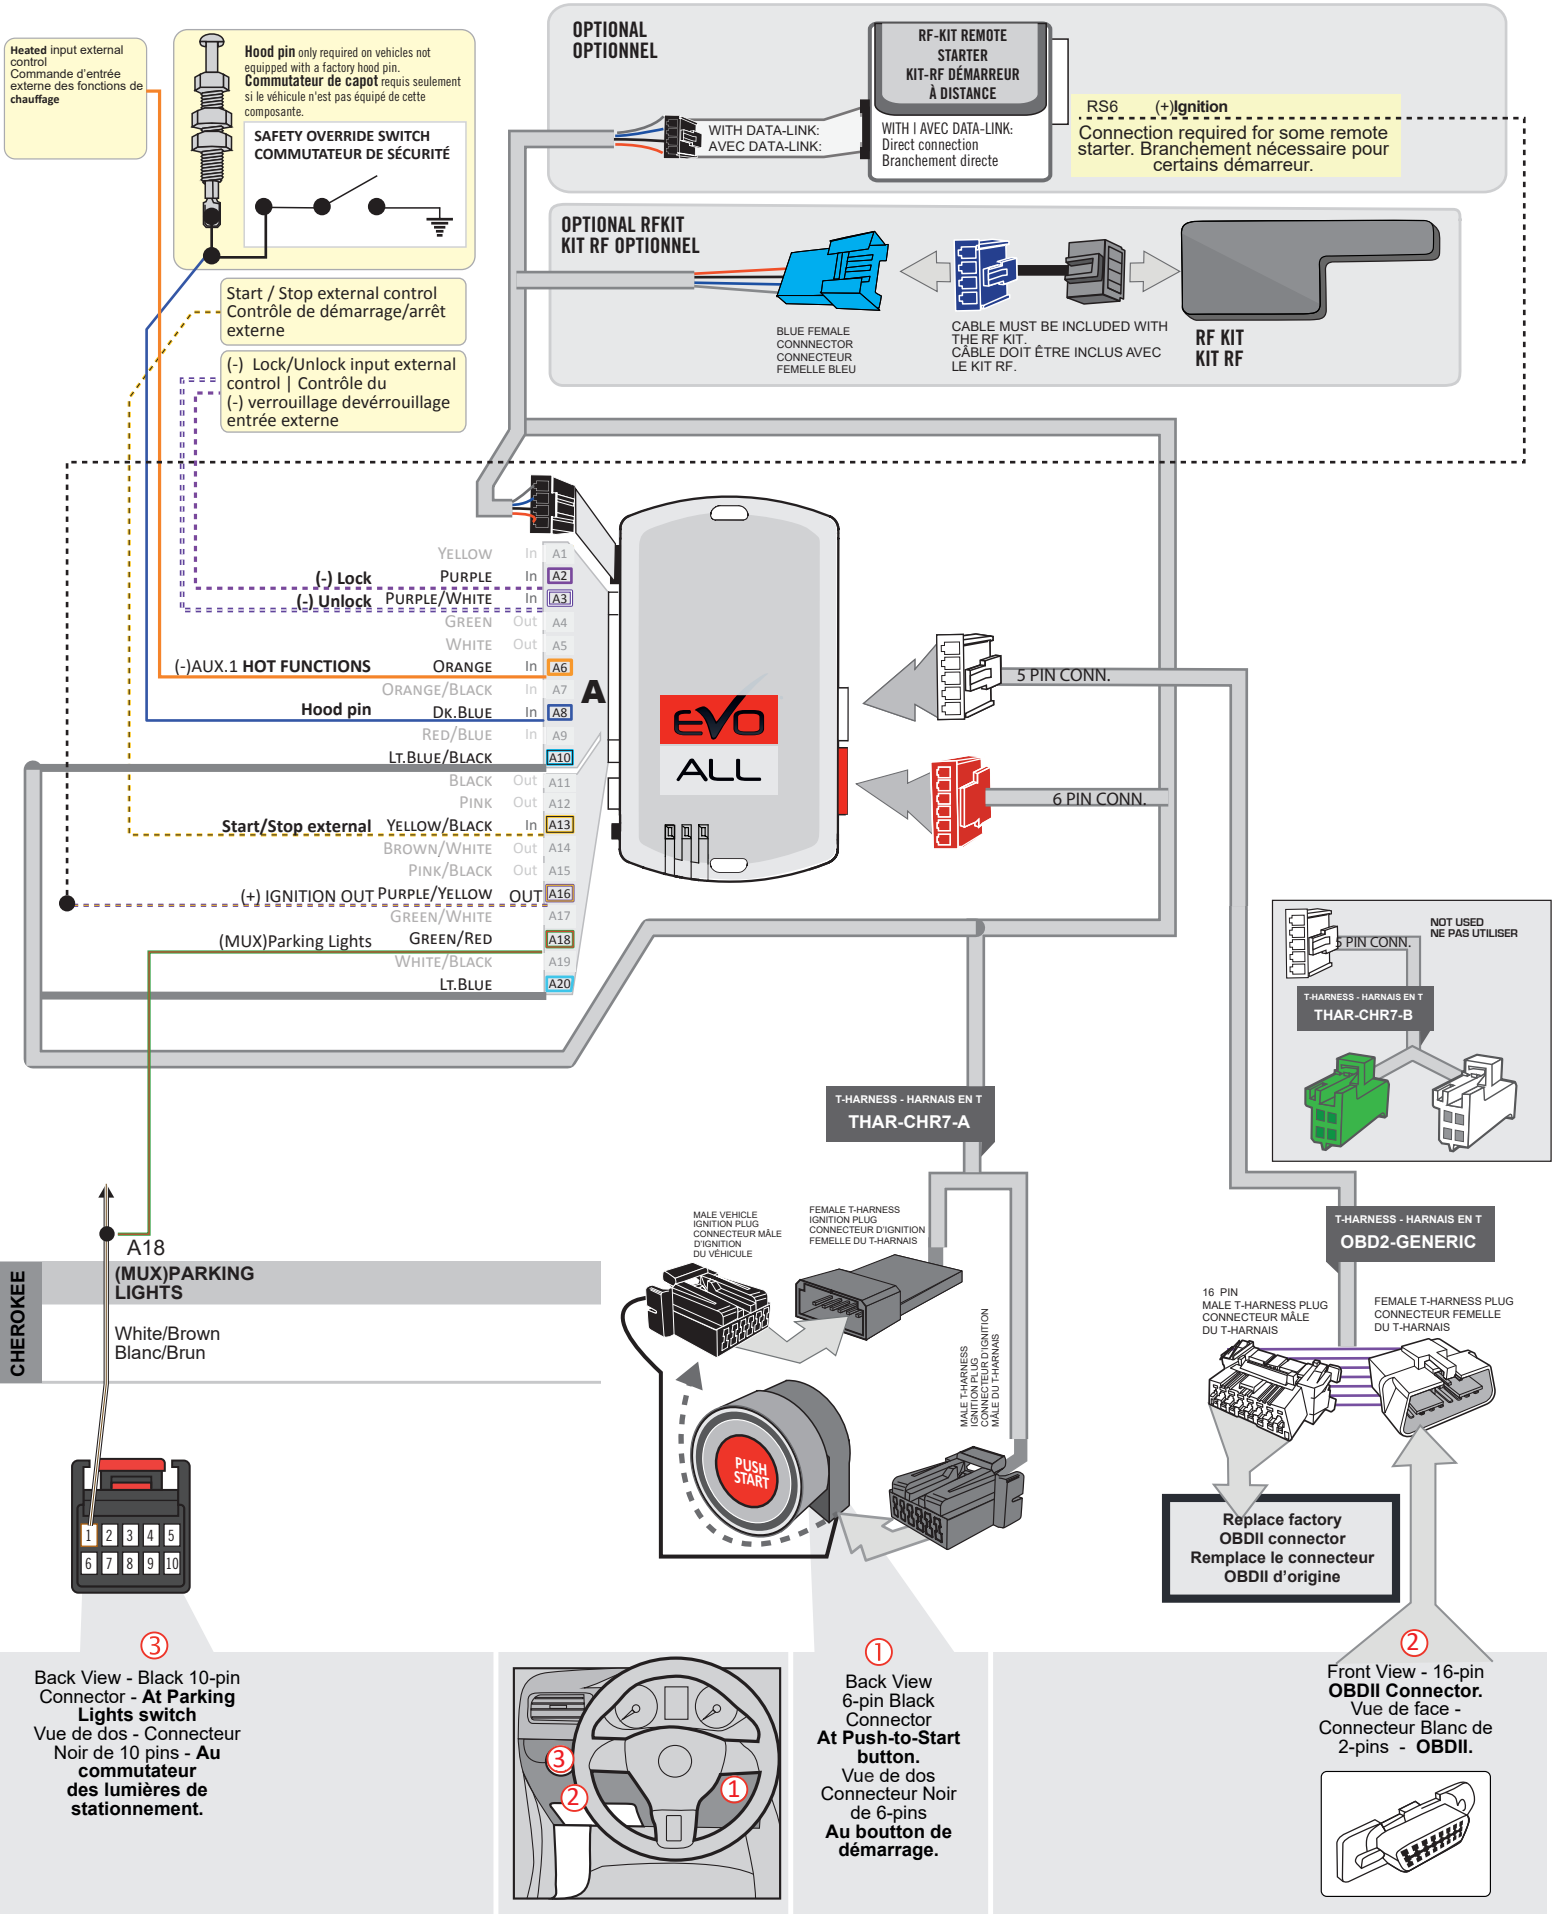 Heated input external
control
Commande d'entrée
externe des fonctions de
chauffage
Hood pin only required on vehicles not
equipped with a factory hood pin.
Commutateur de capot requis seulement
si le véhicule n'est pas équipé de cette
composante.
SAFETY OVERRIDE SWITCH
COMMUTATEUR DE SÉCURITÉ
Start / Stop external control
Contrôle de démarrage/arrêt
externe
(-) Lock/Unlock input external
control | Contrôle du
(-) verrouillage devérrouillage
entrée externe
OPTIONAL
OPTIONNEL
RF-KIT REMOTE
STARTER
KIT-RF DÉMARREUR
À DISTANCE
WITH DATA-LINK:
AVEC DATA-LINK:
WITH | AVEC DATA-LINK:
Direct connection
Branchement directe
RS6 (+)Ignition
Connection required for some remote
starter. Branchement nécessaire pour
certains démarreur.
OPTIONAL RFKIT
KIT RF OPTIONNEL
BLUE FEMALE
CONNNECTOR
CONNECTEUR
FEMELLE BLEU
CABLE MUST BE INCLUDED WITH
THE RF KIT.
CÂBLE DOIT ÊTRE INCLUS AVEC
LE KIT RF.
RF KIT
KIT RF
YELLOW In A1
(-) Lock PURPLE In A2
(-) Unlock PURPLE/WHITE In A3
GREEN Out A4
WHITE Out A5
(-)AUX.1 HOT FUNCTIONS ORANGE In A6
ORANGE/BLACK In A7
Hood pin DK.BLUE In A8
RED/BLUE In A9
LT.BLUE/BLACK A10
BLACK Out A11
PINK Out A12
Start/Stop external YELLOW/BLACK In A13
BROWN/WHITE Out A14
PINK/BLACK Out A15
(+) IGNITION OUT PURPLE/YELLOW OUT A16
GREEN/WHITE A17
(MUX)Parking Lights GREEN/RED A18
WHITE/BLACK A19
LT.BLUE A20
A
EVO
ALL
5 PIN CONN.
6 PIN CONN.
NOT USED
NE PAS UTILISER
5 PIN CONN.
T-HARNESS - HARNAIS EN T
THAR-CHR7-B
T-HARNESS - HARNAIS EN T
THAR-CHR7-A
T-HARNESS - HARNAIS EN T
OBD2-GENERIC
A18
CHEROKEE
(MUX)PARKING
LIGHTS
White/Brown
Blanc/Brun
1 2 3 4 5
6 7 8 9 10
MALE VEHICLE
IGNITION PLUG
CONNECTEUR MÂLE
D'IGNITION
DU VÉHICULE
FEMALE T-HARNESS
IGNITION PLUG
CONNECTEUR D'IGNITION
FEMELLE DU T-HARNAIS
MALE T-HARNESS
IGNITION PLUG
CONNECTEUR D'IGNITION
MÂLE DU T-HARNAIS
PUSH
START
16 PIN
MALE T-HARNESS PLUG
CONNECTEUR MÂLE
DU T-HARNAIS
FEMALE T-HARNESS PLUG
CONNECTEUR FEMELLE
DU T-HARNAIS
Replace factory
OBDII connector
Remplace le connecteur
OBDII d'origine
3
Back View - Black 10-pin
Connector - At Parking
Lights switch
Vue de dos - Connecteur
Noir de 10 pins - Au
commutateur
des lumières de
stationnement.
3
2
1
1
Back View
6-pin Black
Connector
At Push-to-Start
button.
Vue de dos
Connecteur Noir
de 6-pins
Au boutton de
démarrage.
2
Front View - 16-pin
OBDII Connector.
Vue de face -
Connecteur Blanc de
2-pins - OBDII.